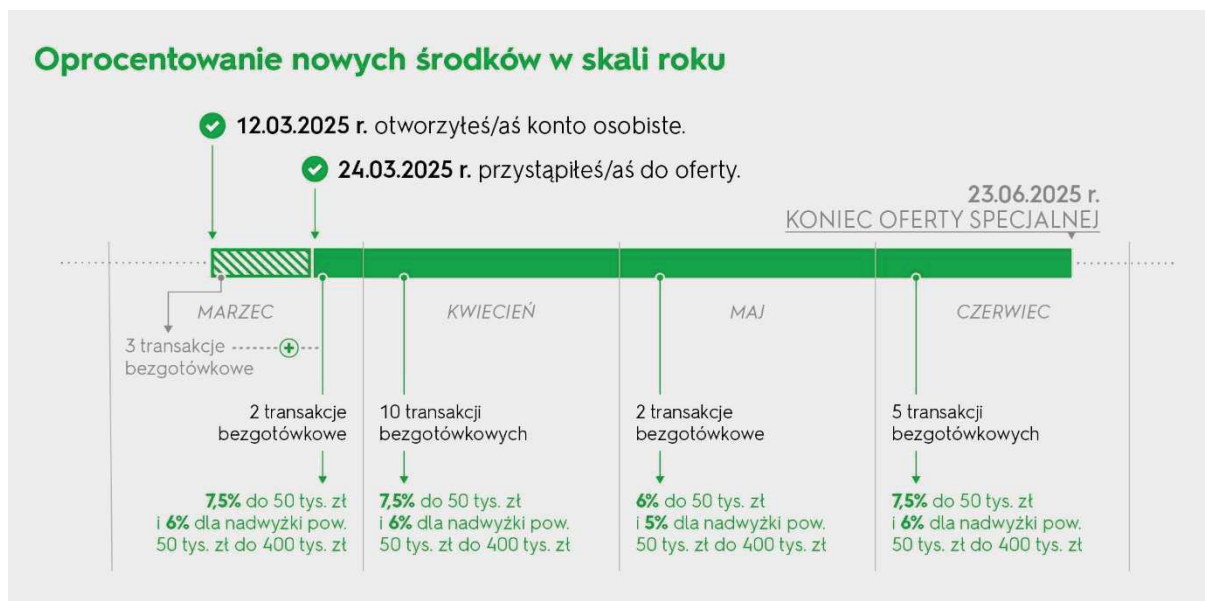 Oprocentowanie nowych środków w skali roku
12.03.2025 r. otworzyłeś/aś konto osobiste.
24.03.2025 r. przystąpiłeś/aś do oferty.
23.06.2025 r.
KONIEC OFERTY SPECJALNEJ
MARZEC
KWIECIEŃ
MAJ
CZERWIEC
3 transakcje
bezgotówkowe
2 transakcje
bezgotówkowe
10 transakcji
bezgotówkowych
2 transakcje
bezgotówkowe
5 transakcji
bezgotówkowych
7,5% do 50 tys. zł
i 6% dla nadwyżki pow.
50 tys. zł do 400 tys. zł
7,5% do 50 tys. zł
i 6% dla nadwyżki pow.
50 tys. zł do 400 tys. zł
6% do 50 tys. zł
i 5% dla nadwyżki pow.
50 tys. zł do 400 tys. zł
7,5% do 50 tys. zł
i 6% dla nadwyżki pow.
50 tys. zł do 400 tys. zł